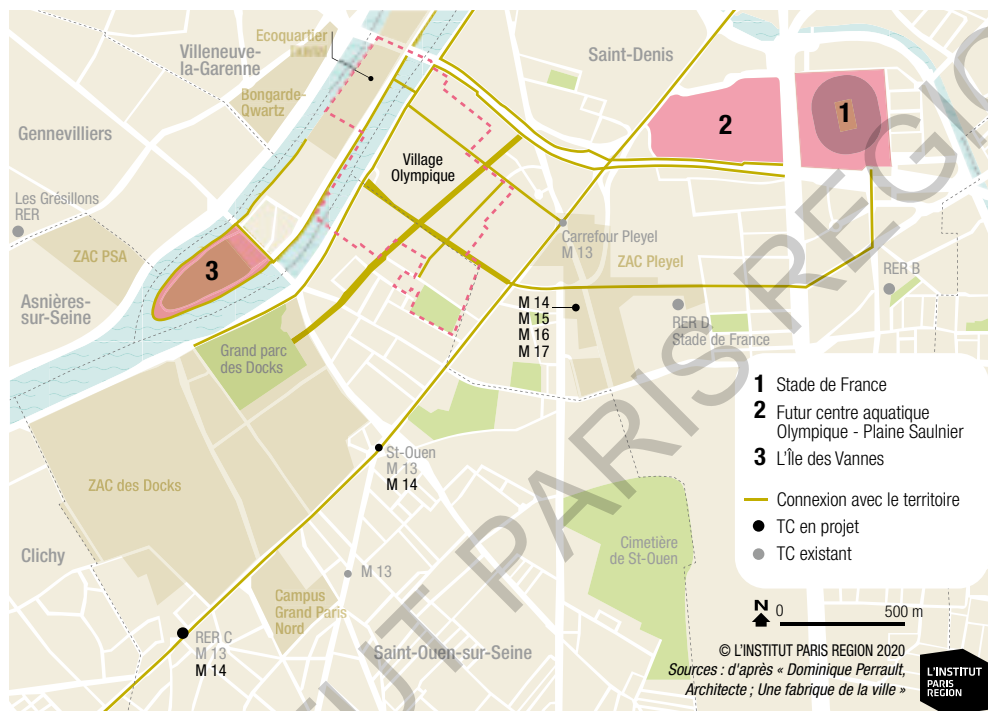 Ecoquartier
Villeneuve-
la-Garenne
Bongarde-
Qwartz
Gennevilliers
Saint-Denis
1
2
Village
Olympique
Les Grésillons
RER
Carrefour Pleyel
M 13
ZAC Pleyel
ZAC PSA
3
RER B
Asnières-
sur-Seine
M 14
M 15
M 16
M 17
RER D
Stade de France
Grand parc
des Docks
1 Stade de France
2 Futur centre aquatique
Olympique - Plaine Saulnier
3 L'Île des Vannes
Connexion avec le territoire
TC en projet
TC existant
St-Ouen
M 13
M 14
ZAC des Docks
Clichy
Cimetière
de St-Ouen
M 13
Campus
Grand Paris
Nord
RER C
M 13
M 14
Saint-Ouen-sur-Seine
N 0 500 m
© L'INSTITUT PARIS REGION 2020
Sources : d'après « Dominique Perrault,
Architecte ; Une fabrique de la ville »
L'INSTITUT
PARIS
REGION
UT PARIS REGIO